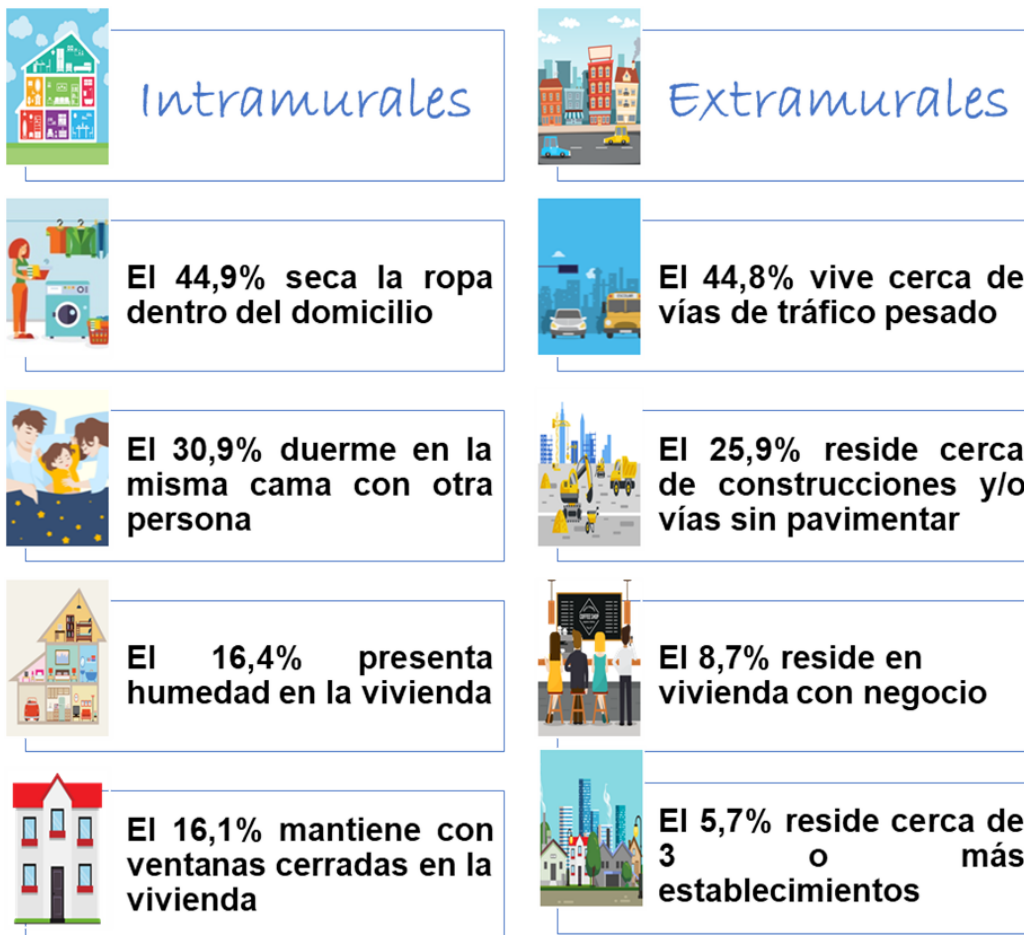 Intramurales
El 44,9% seca la ropa
dentro del domicilio
El 30,9% duerme en la
misma cama con otra
persona
El 16,4% presenta
humedad en la vivienda
El 16,1% mantiene con
ventanas cerradas en la
vivienda
Extramurales
El 44,8% vive cerca de
vías de tráfico pesado
El 25,9% reside cerca
de construcciones y/o
vías sin pavimentar
COFFEE SHOP
El 8,7% reside en
vivienda con negocio
El 5,7% reside cerca de
3 o más
establecimientos